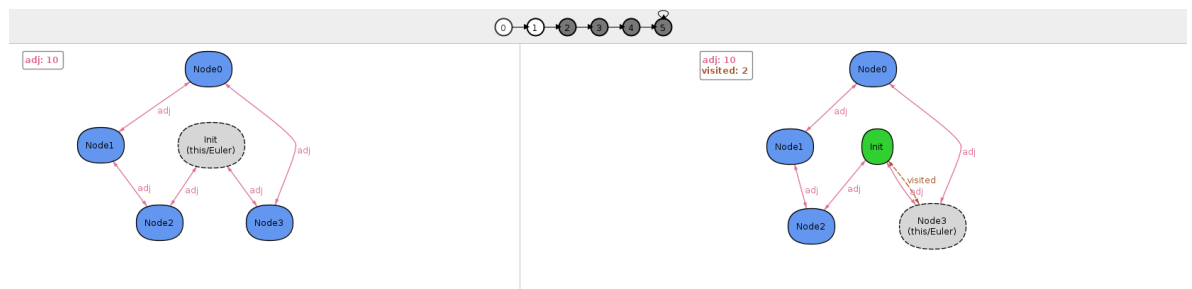 0 1 2 3 4 5
adj: 10
Node0
adj
Node1
Init
(this/Euler)
adj
adj
adj
adj
Node2
Node3
adj: 10
visited: 2
Node0
adj
Node1
Init
adj
visited
adj
adj
adj
Node2
Node3
(this/Euler)